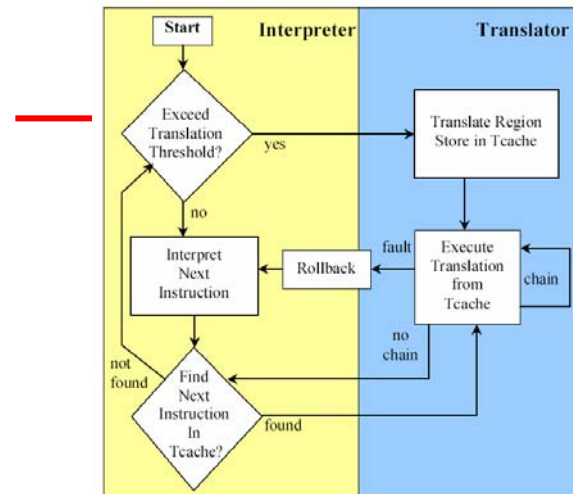 Interpreter
Translator
Start
Exceed
Translation
Threshold?
yes
no
Translate Region
Store in Tcache
Interpret
Next
Instruction
Rollback
fault
Execute
Translation
from
Tcache
chain
no
chain
not
found
Find
Next
Instruction
In
Tcache?
found